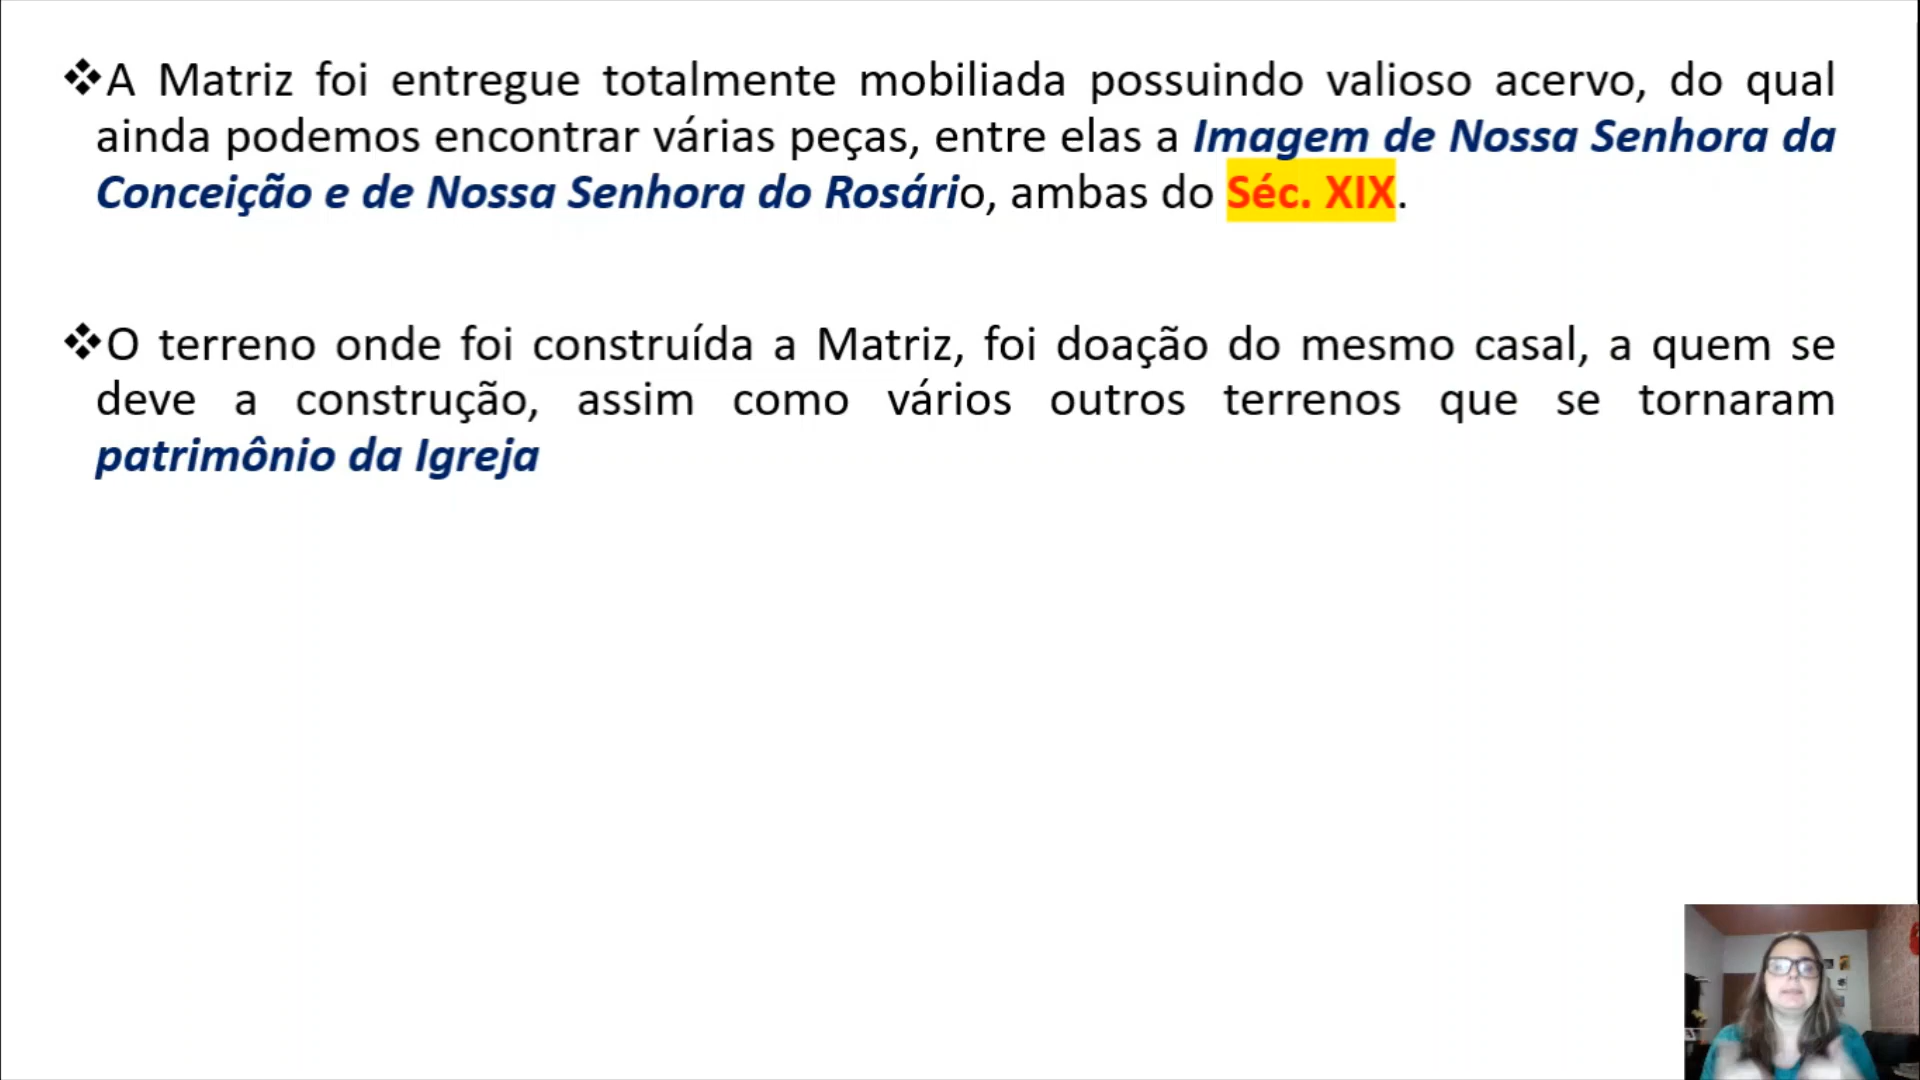 ❖A Matriz foi entregue totalmente mobiliada possuindo valioso acervo, do qual
ainda podemos encontrar várias peças, entre elas a Imagem de Nossa Senhora da
Conceição e de Nossa Senhora do Rosário, ambas do Séc. XIX.
❖O terreno onde foi construída a Matriz, foi doação do mesmo casal, a quem se
deve a construção, assim como vários outros terrenos que se tornaram
patrimônio da Igreja